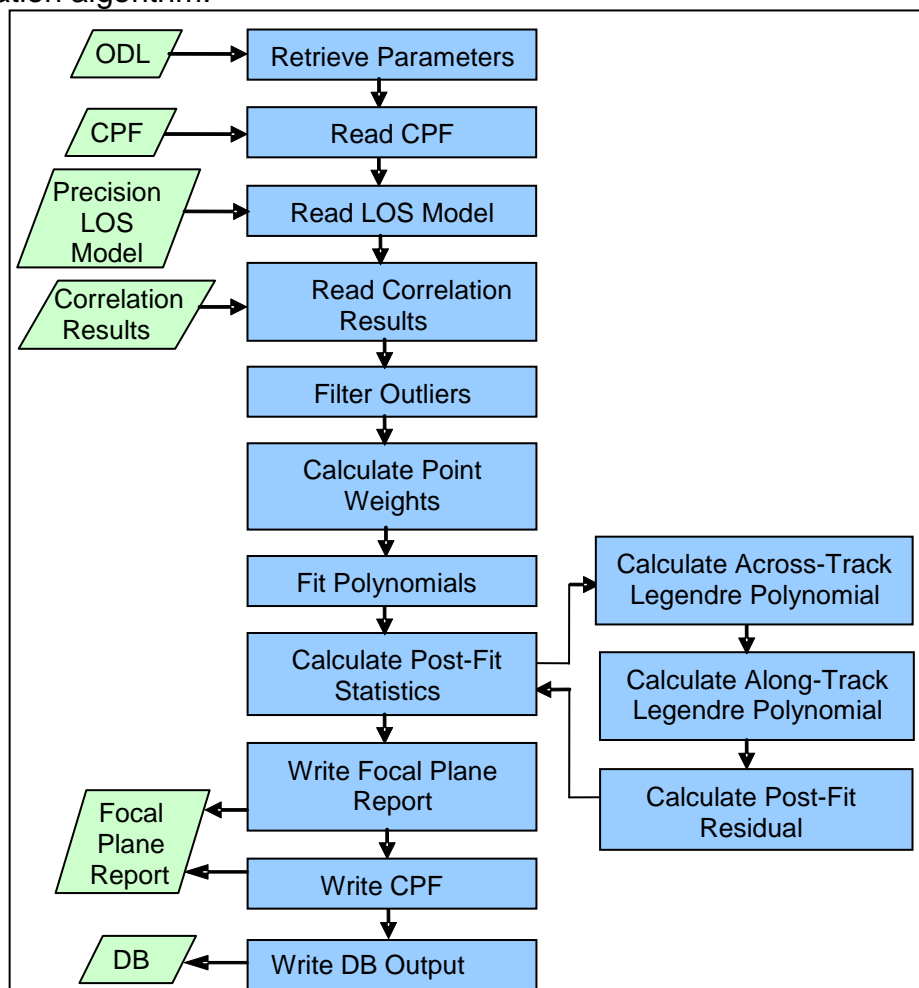 ation algorithm.
ODL
Retrieve Parameters
CPF
Read CPF
Precision
LOS
Model
Read LOS Model
Correlation
Results
Read Correlation
Results
Filter Outliers
Calculate Point
Weights
Fit Polynomials
Calculate Across-Track
Legendre Polynomial
Calculate Post-Fit
Statistics
Calculate Along-Track
Legendre Polynomial
Write Focal Plane
Report
Calculate Post-Fit
Residual
Focal
Plane
Report
Write CPF
DB
Write DB Output